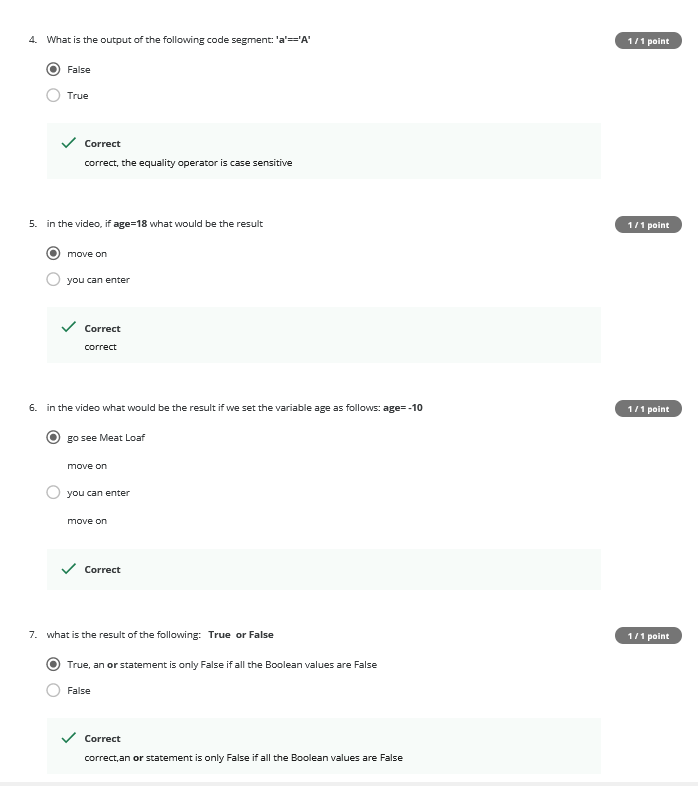 4. What is the output of the following code segment: 'a'=='A'
1 / 1 point
False
True
Correct
correct, the equality operator is case sensitive
5. in the video, if age=18 what would be the result
1 / 1 point
move on
you can enter
Correct
correct
6. in the video what would be the result if we set the variable age as follows: age= -10
1 / 1 point
go see Meat Loaf
move on
you can enter
move on
Correct
7. what is the result of the following: True or False
1 / 1 point
True, an or statement is only False if all the Boolean values are False
False
Correct
correct,an or statement is only False if all the Boolean values are False